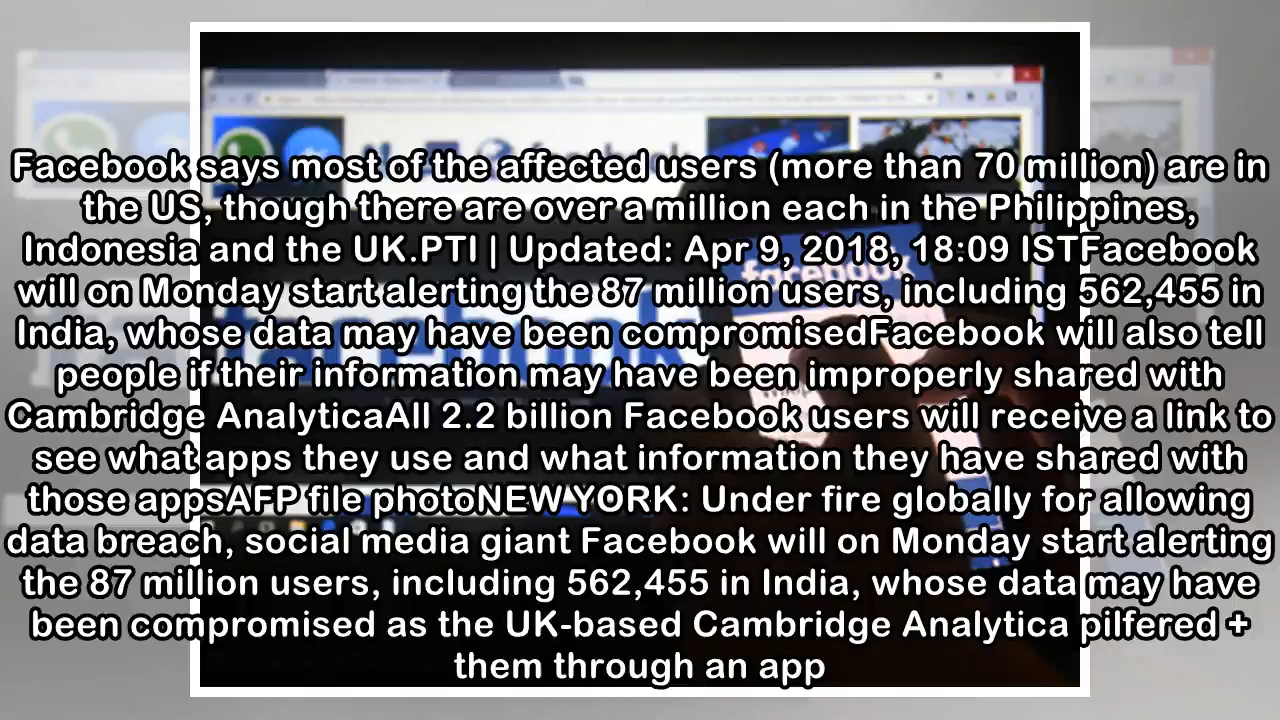 Facebook says most of the affected users (more than 70 million) are in
the US, though there are over a million each in the Philippines,
Indonesia and the UK.PTI | Updated: Apr 9, 2018, 18:09 ISTFacebook
will on Monday start alerting the 87 million users, including 562,455 in
India, whose data may have been compromisedFacebook will also tell
people if their information may have been improperly shared with
Cambridge AnalyticaAll 2.2 billion Facebook users will receive a link to
see what apps they use and what information they have shared with
those appsAFP file photoNEW YORK: Under fire globally for allowing
data breach, social media giant Facebook will on Monday start alerting
the 87 million users, including 562,455 in India, whose data may have
been compromised as the UK-based Cambridge Analytica pilfered +
them through an app
facebook
facebook